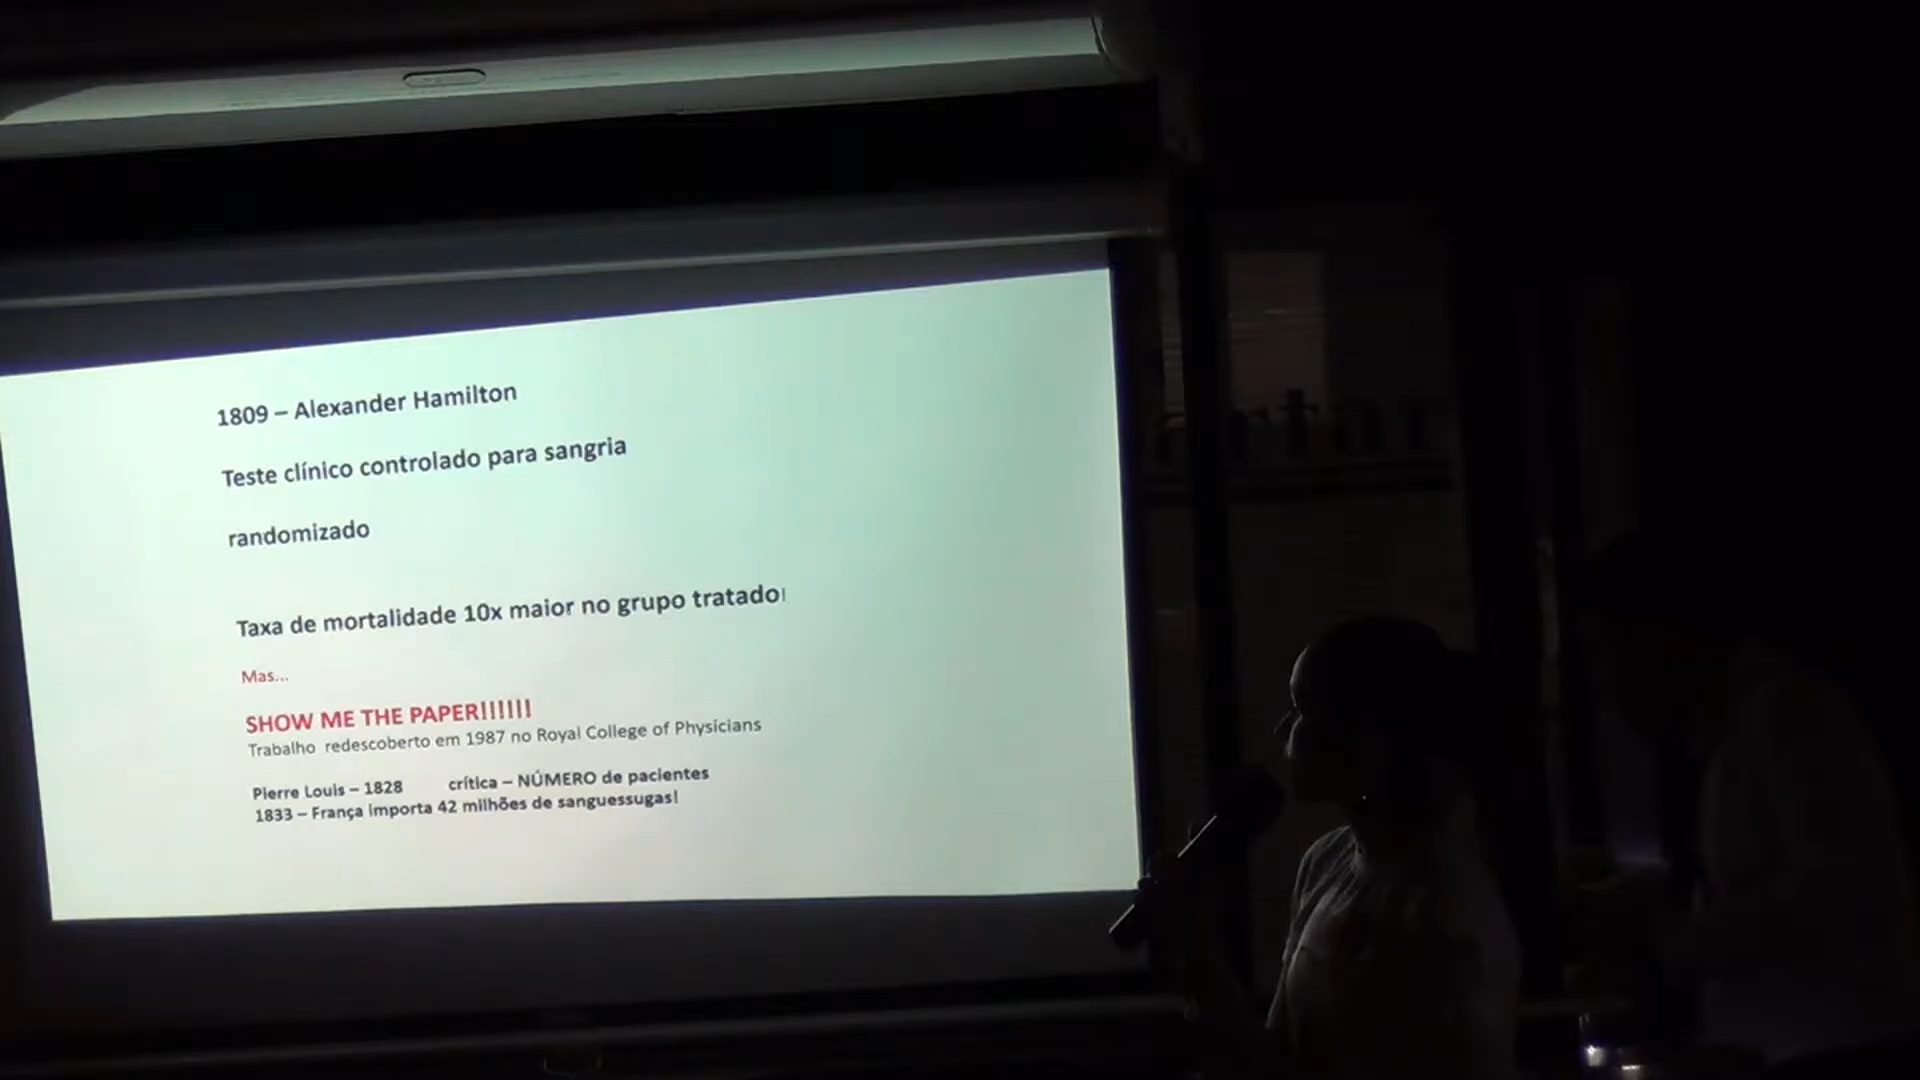 1809 – Alexander Hamilton
Teste clínico controlado para sangria
randomizado
Taxa de mortalidade 10x maior no grupo tratado!
Mas...
SHOW ME THE PAPER!!!!!!
Trabalho redescoberto em 1987 no Royal College of Physicians
Pierre Louis – 1828 crítica – NÚMERO de pacientes
1833 – França importa 42 milhões de sanguessugas!